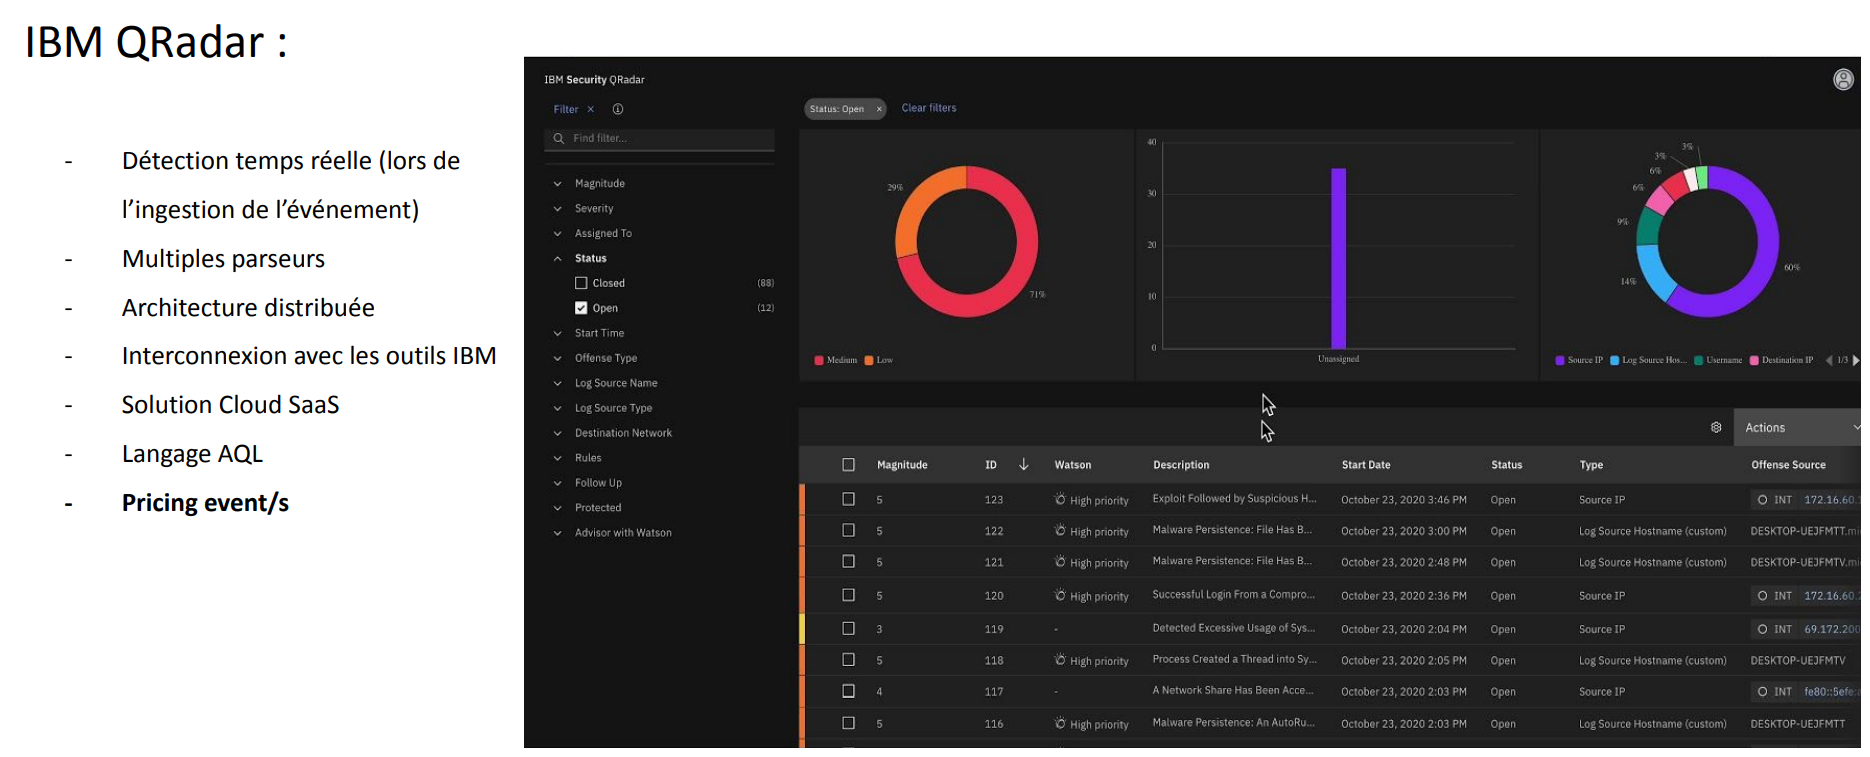 IBM QRadar :
- Détection temps réelle (lors de
l'ingestion de l'événement)
- Multiples parseurs
- Architecture distribuée
- Interconnexion avec les outils IBM
- Solution Cloud SaaS
- Langage AQL
- Pricing event/s
IBM Security QRadar
Filter ×
Find filter...
Magnitude
Severity
Assigned To
Status
Closed (88)
Open (12)
Start Time
Offense Type
Log Source Name
Log Source Type
Destination Network
Rules
Follow Up
Protected
Advisor with Watson
Status: Open × Clear filters
29%
71%
Medium Low
40
30
20
10
0
Unassigned
3%
3%
6%
6%
9%
14%
60%
Source IP Log Source Hos... Username Destination IP 1/3
Actions
Magnitude ID Watson Description Start Date Status Type Offense Source
5 123 High priority Exploit Followed by Suspicious H... October 23, 2020 3:46 PM Open Source IP INT 172.16.60.
5 122 High priority Malware Persistence: File Has B... October 23, 2020 3:00 PM Open Log Source Hostname (custom) DESKTOP-UEJFMTT.mi
5 121 High priority Malware Persistence: File Has B... October 23, 2020 2:48 PM Open Log Source Hostname (custom) DESKTOP-UEJFMTV.mi
5 120 High priority Successful Login From a Compro... October 23, 2020 2:36 PM Open Source IP INT 172.16.60.
3 119 - Detected Excessive Usage of Sys... October 23, 2020 2:04 PM Open Source IP INT 69.172.200
5 118 High priority Process Created a Thread into Sy... October 23, 2020 2:05 PM Open Log Source Hostname (custom) DESKTOP-UEJFMTV
4 117 - A Network Share Has Been Acce... October 23, 2020 2:03 PM Open Source IP INT fe80::5efe:
5 116 High priority Malware Persistence: An AutoRu... October 23, 2020 2:03 PM Open Log Source Hostname (custom) DESKTOP-UEJFMTT